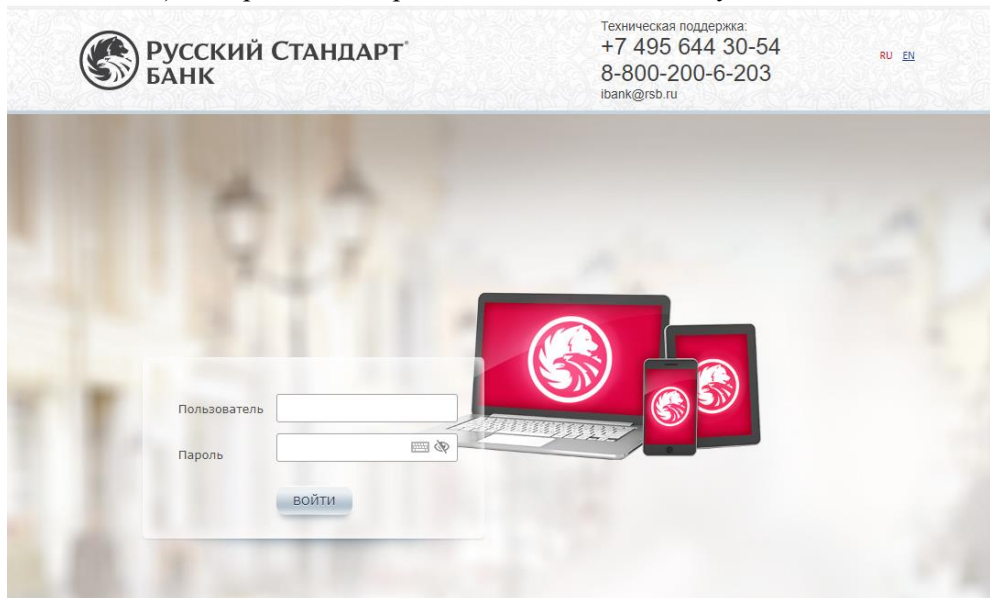 Техническая поддержка:
РУССКИЙ СТАНДАРТ
БАНК
+7 495 644 30-54
8-800-200-6-203
ibank@rsb.ru
RU EN
Пользователь
Пароль
ВОЙТИ